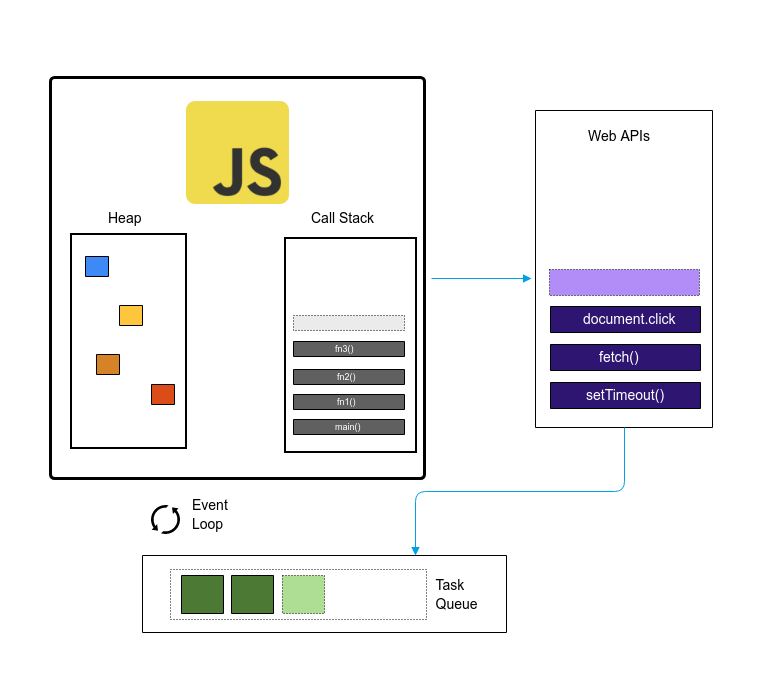 JS
Heap
Call Stack
fn3()
fn2()
fn1()
main()
Web APIs
document.click
fetch()
setTimeout()
Event
Loop
Task
Queue